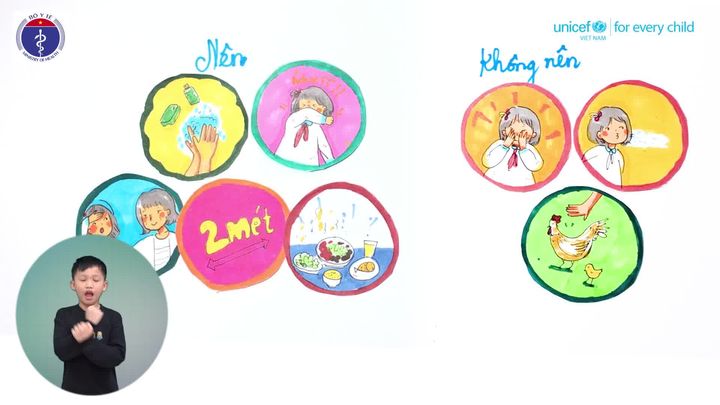 BỘ Y TẾ
MINISTRY OF HEALTH
unicef for every child
VIỆT NAM
Nên
Không nên
2 mét